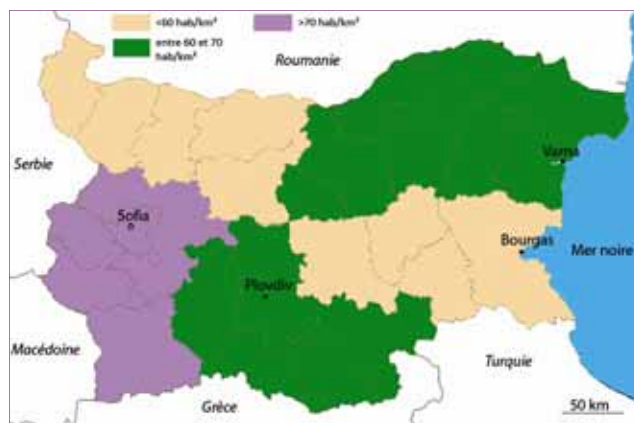 <60 hab/km²
>70 hab/km²
entre 60 et 70
hab/km²
Roumanie
Varna
Serbie
Sofia
Bourgas
Mer noire
Plovdiv
Macédoine
Turquie
Grèce
50 km